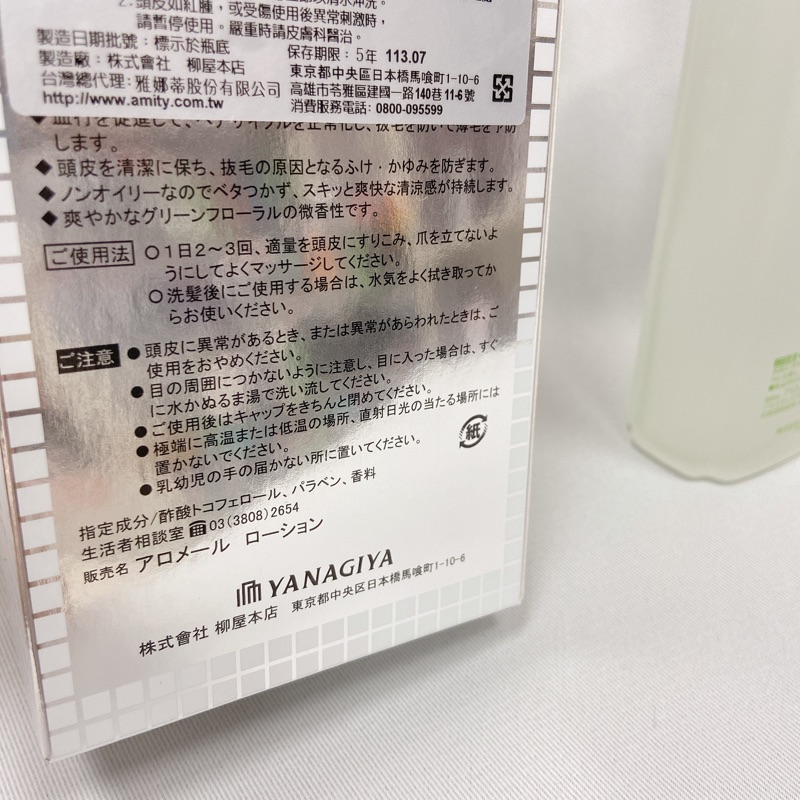 2. 頭皮如紅腫，或受傷使用後異常刺激時，
請暫停使用。嚴重時請皮膚科醫治。
製造日期批號：標示於瓶底 保存期限：5年 113.07
製造廠：株式會社 柳屋本店 東京都中央區日本橋馬喰町1-10-6
台灣總代理：雅娜蒂股份有限公司 高雄市苓雅區建國一路140巷11-6號
http://www.amity.com.tw 消費服務電話：0800-095599
します。
◆頭皮を清潔に保ち、抜毛の原因となるふけ・かゆみを防ぎます。
◆ノンオイリーなのでベタつかず、スキッと爽快な清涼感が持続します。
◆爽やかなグリーンフローラルの微香性です。
ご使用法 ○1日2〜3回、適量を頭皮にすりこみ、爪を立てないよ
うにしてよくマッサージしてください。
○洗髪後にご使用する場合は、水気をよく拭き取ってか
らお使いください。
ご注意 ●頭皮に異常があるとき、または異常があらわれたときは、ご
使用をおやめください。
●目の周囲につかないように注意し、目に入った場合は、すぐ
に水かぬるま湯で洗い流してください。
●ご使用後はキャップをきちんと閉めてください。
●極端に高温または低温の場所、直射日光の当たる場所には
置かないでください。
●乳幼児の手の届かない所に置いてください。
紙
指定成分/酢酸トコフェロール、パラベン、香料
生活者相談室☎03(3808)2654
販売名 アロメール ローション
YANAGIYA
株式會社 柳屋本店 東京都中央区日本橋馬喰町1-10-6